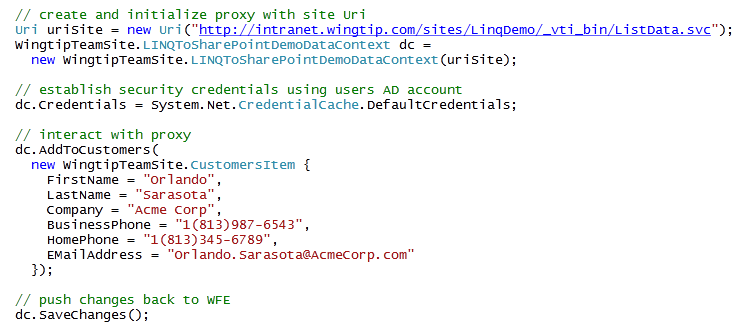 // create and initialize proxy with site Uri
Uri uriSite = new Uri("http://intranet.wingtip.com/sites/LinqDemo/_vti_bin/ListData.svc");
WingtipTeamSite.LINQToSharePointDemoDataContext dc =
  new WingtipTeamSite.LINQToSharePointDemoDataContext(uriSite);

// establish security credentials using users AD account
dc.Credentials = System.Net.CredentialCache.DefaultCredentials;

// interact with proxy
dc.AddToCustomers(
  new WingtipTeamSite.CustomersItem {
    FirstName = "Orlando",
    LastName = "Sarasota",
    Company = "Acme Corp",
    BusinessPhone = "1(813)987-6543",
    HomePhone = "1(813)345-6789",
    EMailAddress = "Orlando.Sarasota@AcmeCorp.com"
  });

// push changes back to WFE
dc.SaveChanges();